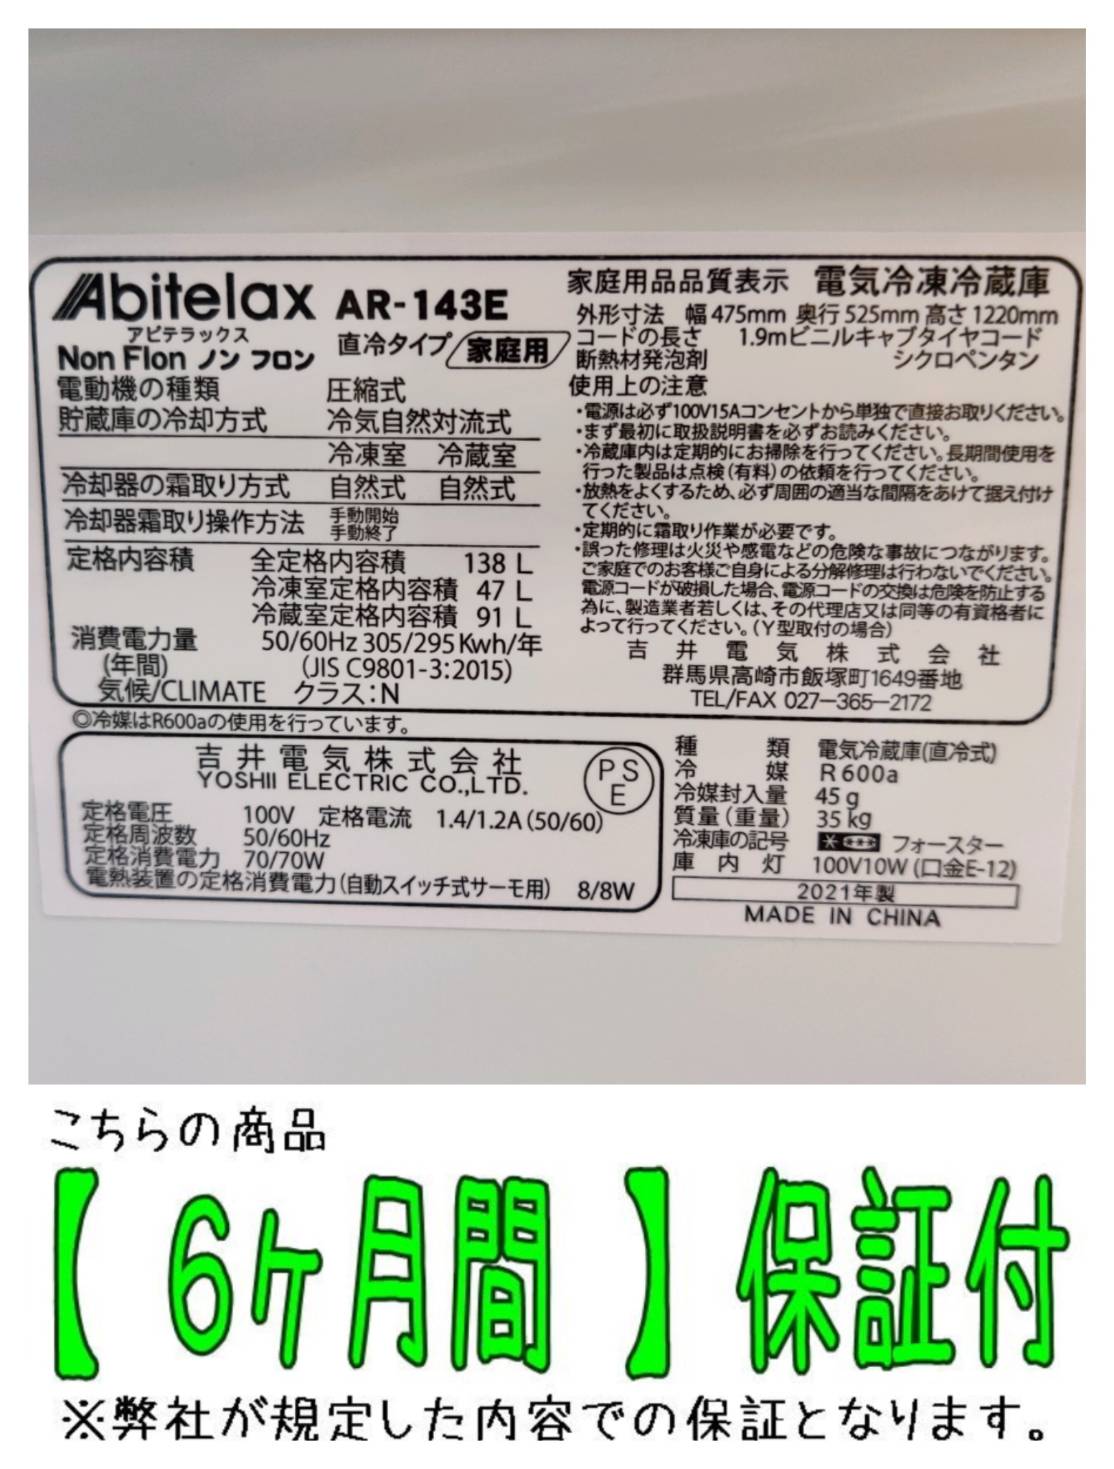 Abitelax AR-143E
アビテラックス
Non Flon ノン フロン 直冷タイプ 家庭用
電動機の種類 圧縮式
貯蔵庫の冷却方式 冷気自然対流式
冷凍室 冷蔵室
冷却器の霜取り方式 自然式 自然式
冷却器霜取り操作方法 手動開始
手動終了
定格内容積 全定格内容積 138 L
冷凍室定格内容積 47 L
冷蔵室定格内容積 91 L
消費電力量 50/60Hz 305/295Kwh/年
(年間) (JIS C9801-3:2015)
気候/CLIMATE クラス:N
家庭用品品質表示 電気冷凍冷蔵庫
外形寸法 幅475mm 奥行525mm 高さ1220mm
コードの長さ 1.9mビニルキャブタイヤコード
断熱材発泡剤 シクロペンタン
使用上の注意
・電源は必ず100V15Aコンセントから単独で直接お取りください。
・まず最初に取扱説明書を必ずお読みください。
・冷蔵庫内は定期的にお掃除を行ってください。長期間使用を
行った製品は点検(有料)の依頼を行ってください。
・放熱をよくするため、必ず周囲の適当な間隔をあけて据え付け
てください。
・定期的に霜取り作業が必要です。
・誤った修理は火災や感電などの危険な事故につながります。
ご家庭でのお客様ご自身による分解修理は行わないでください。
電源コードが破損した場合、電源コードの交換は危険を防止する
為に、製造業者若しくは、その代理店又は同等の有資格者に
よって行ってください。(Y型取付の場合)
吉井電気株式会社
群馬県高崎市飯塚町1649番地
TEL/FAX 027-365-2172
◎冷媒はR600aの使用を行っています。
吉井電気株式会社
YOSHII ELECTRIC CO.,LTD.
PS
E
定格電圧 100V 定格電流 1.4/1.2A(50/60)
定格周波数 50/60Hz
定格消費電力 70/70W
電熱装置の定格消費電力(自動スイッチ式サーモ用) 8/8W
種類 電気冷蔵庫(直冷式)
冷媒 R600a
冷媒封入量 45g
質量(重量) 35kg
冷凍庫の記号 フォースター
庫内灯 100V10W(口金E-12)
2021年製
MADE IN CHINA
こちらの商品
【6ヶ月間】保証付
※弊社が規定した内容での保証となります。